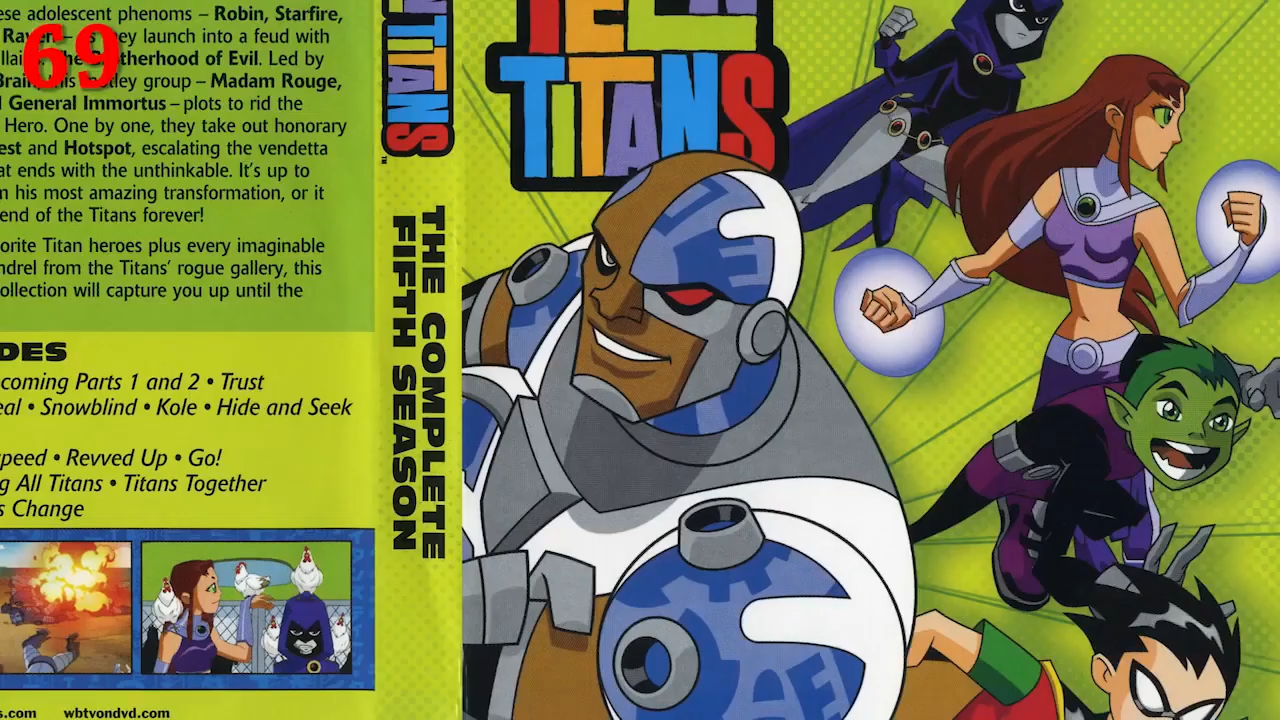 ese adolescent phenoms – Robin, Starfire,
69
ey launch into a feud with
therhood of Evil. Led by
ley group – Madam Rouge,
General Immortus – plots to rid the
Hero. One by one, they take out honorary
est and Hotspot, escalating the vendetta
at ends with the unthinkable. It's up to
n his most amazing transformation, or it
end of the Titans forever!
orite Titan heroes plus every imaginable
ndrel from the Titans' rogue gallery, this
ollection will capture you up until the
DES
coming Parts 1 and 2 • Trust
eal • Snowblind • Kole • Hide and Seek
peed • Revved Up • Go!
g All Titans • Titans Together
s Change
s.com wbtvondvd.com
TITANS
™
THE COMPLETE
FIFTH SEASON
TITANS